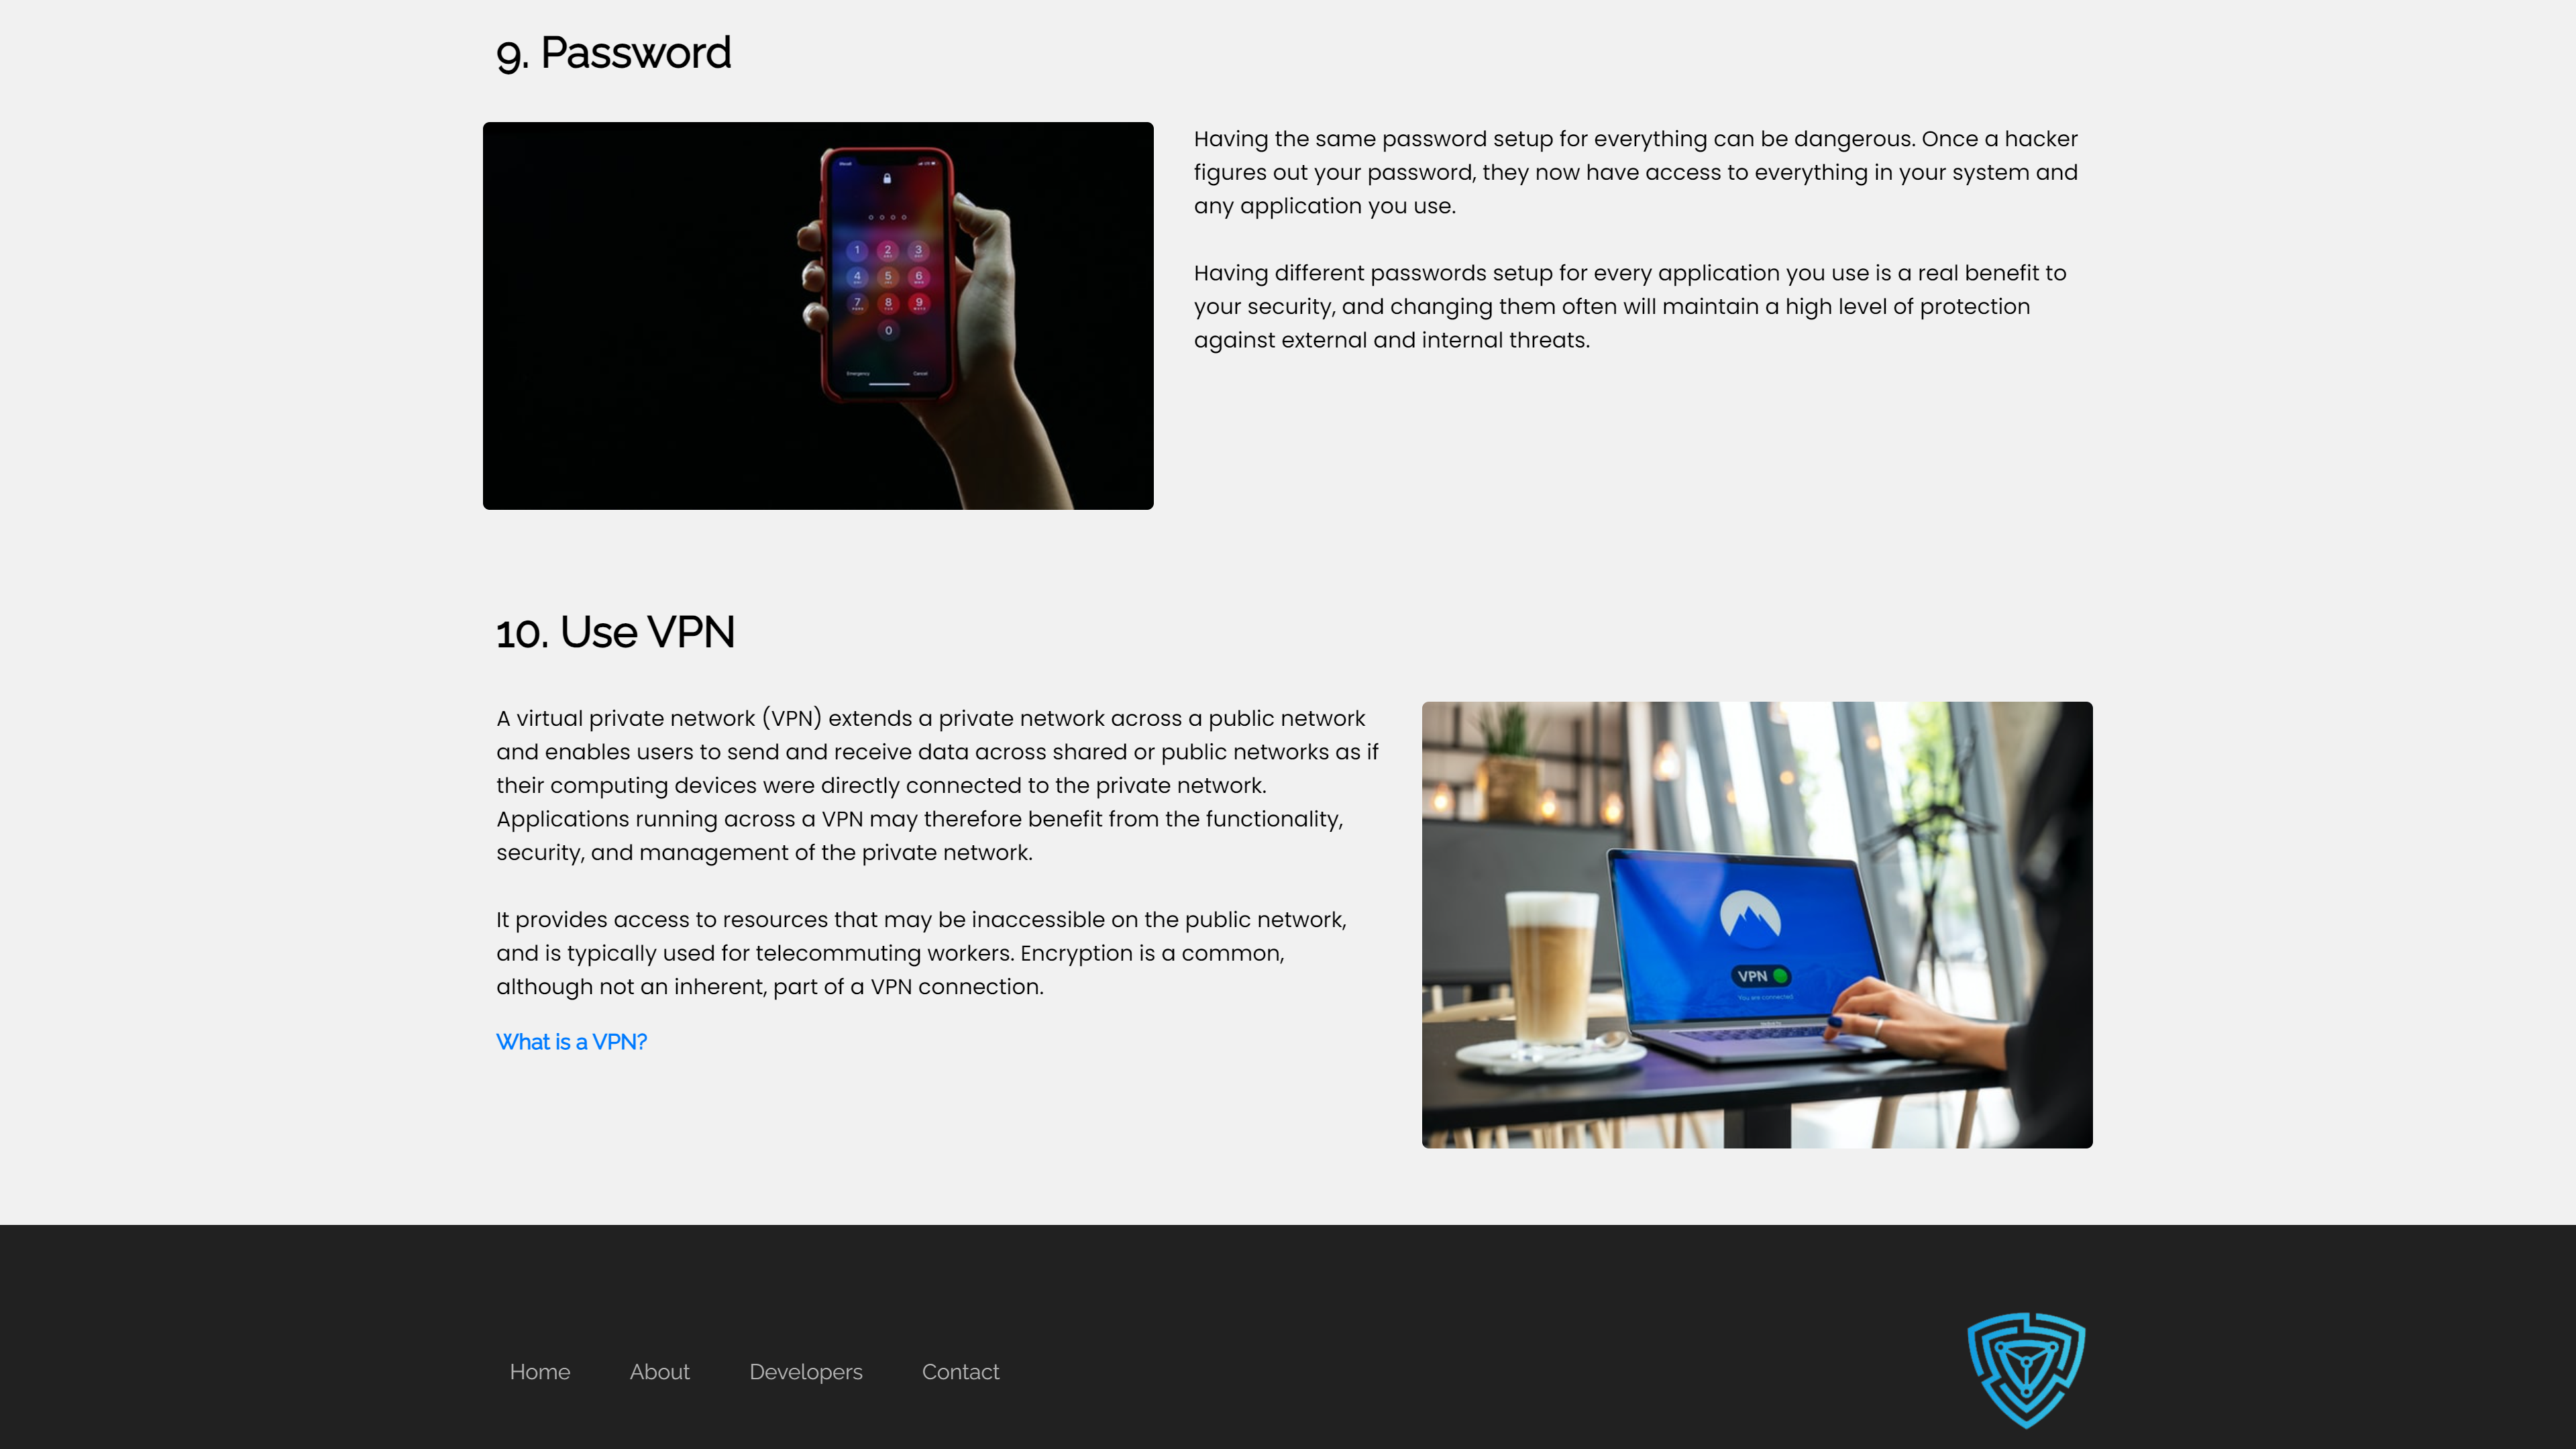 9. Password
1 2 3
4 5 6
7 8 9
0
Emergency Cancel
Having the same password setup for everything can be dangerous. Once a hacker
figures out your password, they now have access to everything in your system and
any application you use.
Having different passwords setup for every application you use is a real benefit to
your security, and changing them often will maintain a high level of protection
against external and internal threats.
10. Use VPN
A virtual private network (VPN) extends a private network across a public network
and enables users to send and receive data across shared or public networks as if
their computing devices were directly connected to the private network.
Applications running across a VPN may therefore benefit from the functionality,
security, and management of the private network.
It provides access to resources that may be inaccessible on the public network,
and is typically used for telecommuting workers. Encryption is a common,
although not an inherent, part of a VPN connection.
What is a VPN?
VPN
You are connected
Home About Developers Contact